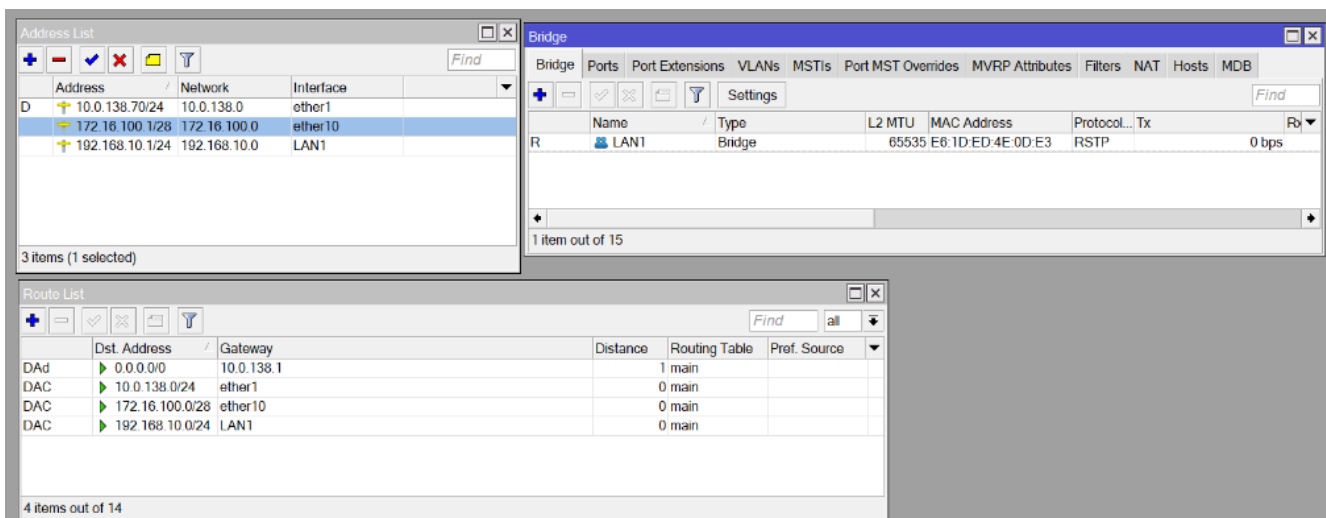 Address List
Find
Address Network Interface
D 10.0.138.70/24 10.0.138.0 ether1
172.16.100.1/28 172.16.100.0 ether10
192.168.10.1/24 192.168.10.0 LAN1
3 items (1 selected)
Bridge
Bridge Ports Port Extensions VLANs MSTIs Port MST Overrides MVRP Attributes Filters NAT Hosts MDB
Settings Find
Name Type L2 MTU MAC Address Protocol... Tx
R LAN1 Bridge 65535 E6:1D:ED:4E:0D:E3 RSTP 0 bps
1 item out of 15
Route List
Find all
Dst. Address Gateway Distance Routing Table Pref. Source
DAd 0.0.0.0/0 10.0.138.1 1 main
DAC 10.0.138.0/24 ether1 0 main
DAC 172.16.100.0/28 ether10 0 main
DAC 192.168.10.0/24 LAN1 0 main
4 items out of 14